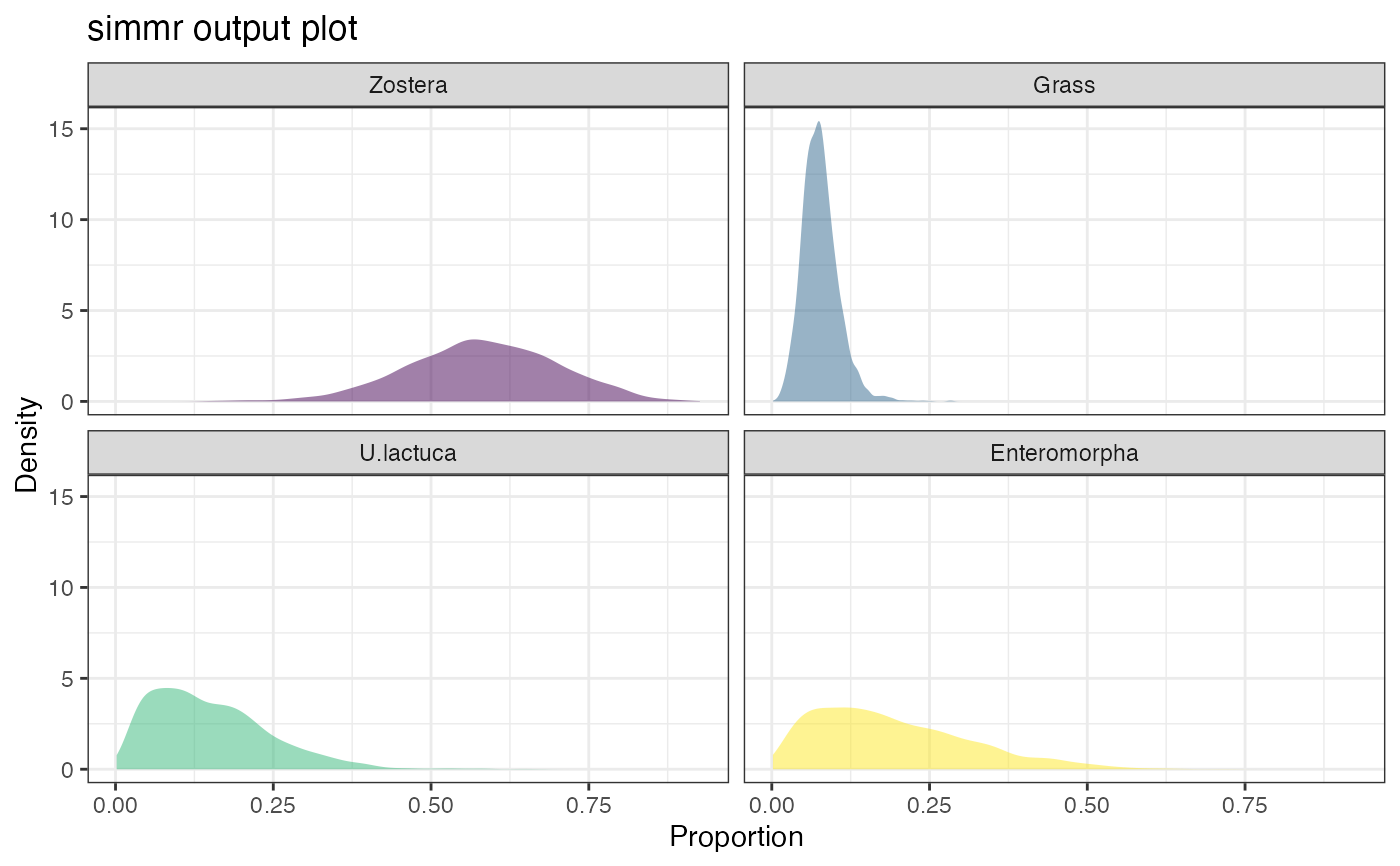 simmr output plot
Zostera
Grass
15
10
5
0
U.lactuca
Enteromorpha
15
10
5
0
Density
0.00 0.25 0.50 0.75 0.00 0.25 0.50 0.75
Proportion